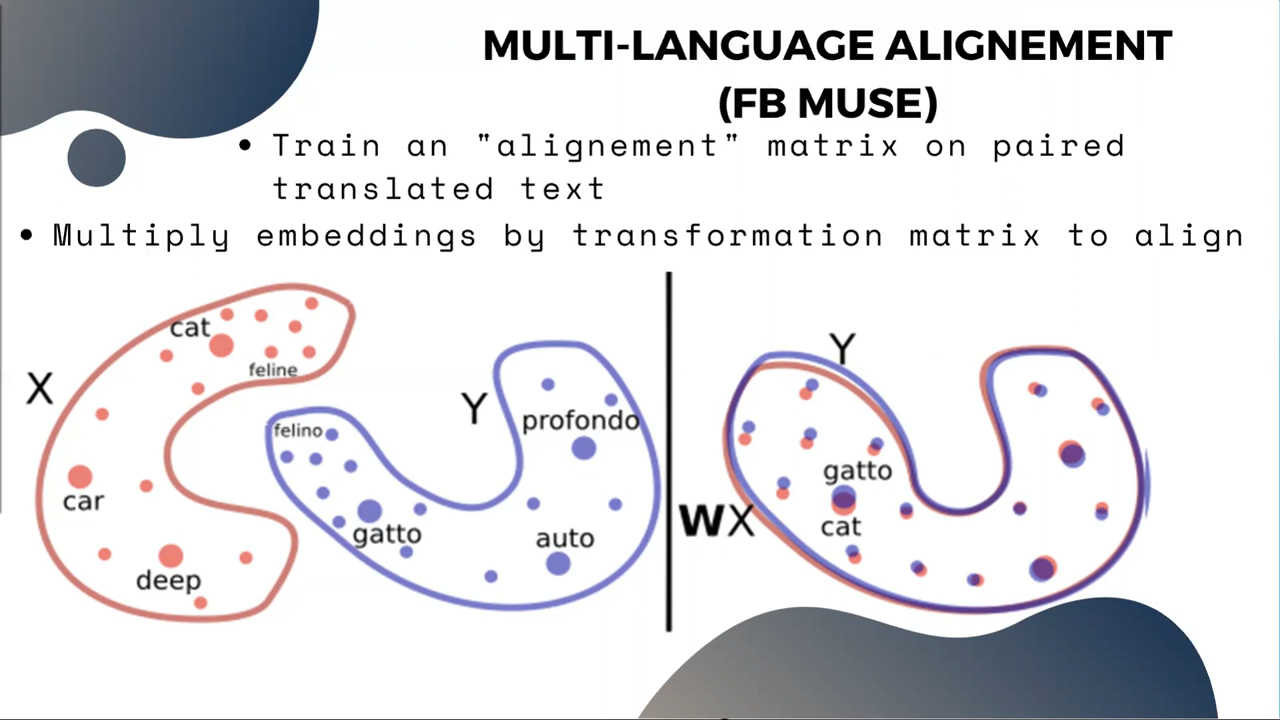 MULTI-LANGUAGE ALIGNEMENT
(FB MUSE)
• Train an "alignement" matrix on paired
translated text
• Multiply embeddings by transformation matrix to align
X
cat
feline
car
deep
Y
felino
profondo
gatto
auto
Y
WX
gatto
cat